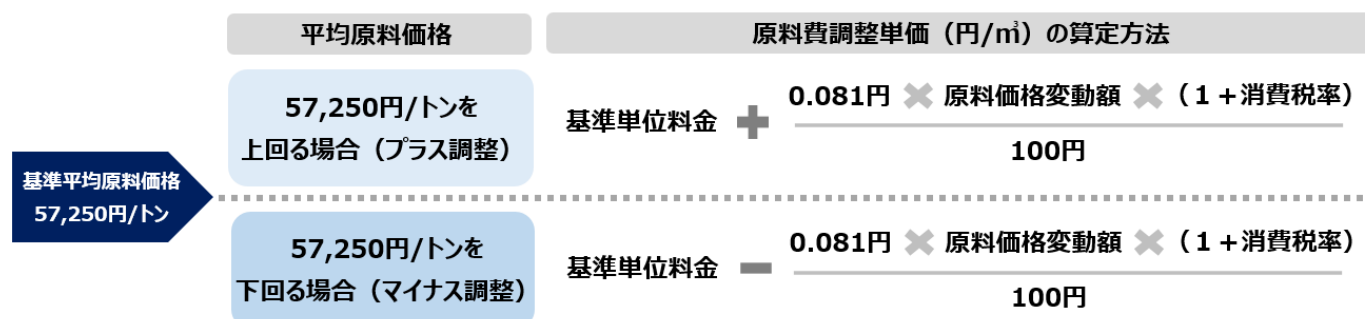 平均原料価格
原料費調整単価（円/㎥）の算定方法
基準平均原料価格
57,250円/トン
57,250円/トンを
上回る場合（プラス調整）
基準単位料金 ➕ 0.081円 ✖ 原料価格変動額 ✖ （１＋消費税率）
100円
57,250円/トンを
下回る場合（マイナス調整）
基準単位料金 ➖ 0.081円 ✖ 原料価格変動額 ✖ （１＋消費税率）
100円